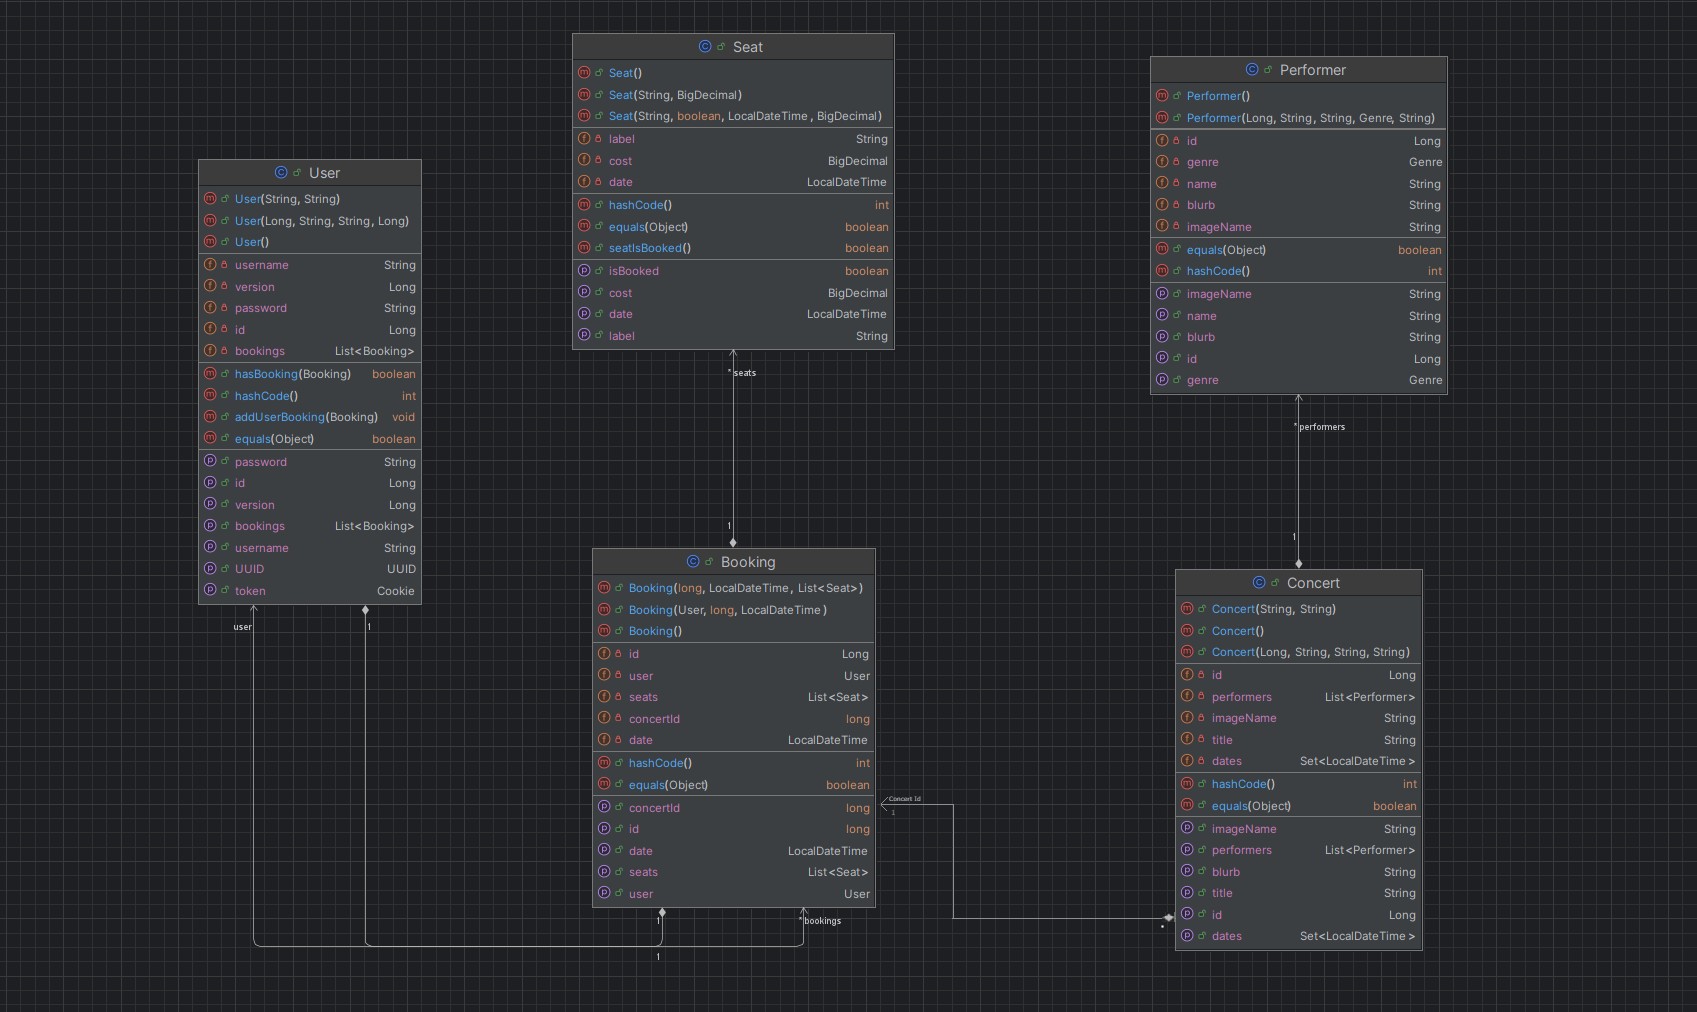 Seat
Seat()
Seat(String, BigDecimal)
Seat(String, boolean, LocalDateTime, BigDecimal)
label String
cost BigDecimal
date LocalDateTime
hashCode() int
equals(Object) boolean
seatIsBooked() boolean
isBooked boolean
cost BigDecimal
date LocalDateTime
label String
* seats
1
Performer
Performer()
Performer(Long, String, String, Genre, String)
id Long
genre Genre
name String
blurb String
imageName String
equals(Object) boolean
hashCode() int
imageName String
name String
blurb String
id Long
genre Genre
* performers
1
User
User(String, String)
User(Long, String, String, Long)
User()
username String
version Long
password String
id Long
bookings List<Booking>
hasBooking(Booking) boolean
hashCode() int
addUserBooking(Booking) void
equals(Object) boolean
password String
id Long
version Long
bookings List<Booking>
username String
UUID UUID
token Cookie
user
1
Booking
Booking(long, LocalDateTime, List<Seat>)
Booking(User, long, LocalDateTime)
Booking()
id Long
user User
seats List<Seat>
concertId long
date LocalDateTime
hashCode() int
equals(Object) boolean
concertId long
id long
date LocalDateTime
seats List<Seat>
user User
1
* bookings
1
Concert Id
1
Concert
Concert(String, String)
Concert()
Concert(Long, String, String, String)
id Long
performers List<Performer>
imageName String
title String
dates Set<LocalDateTime>
hashCode() int
equals(Object) boolean
imageName String
performers List<Performer>
blurb String
title String
id Long
dates Set<LocalDateTime>
*